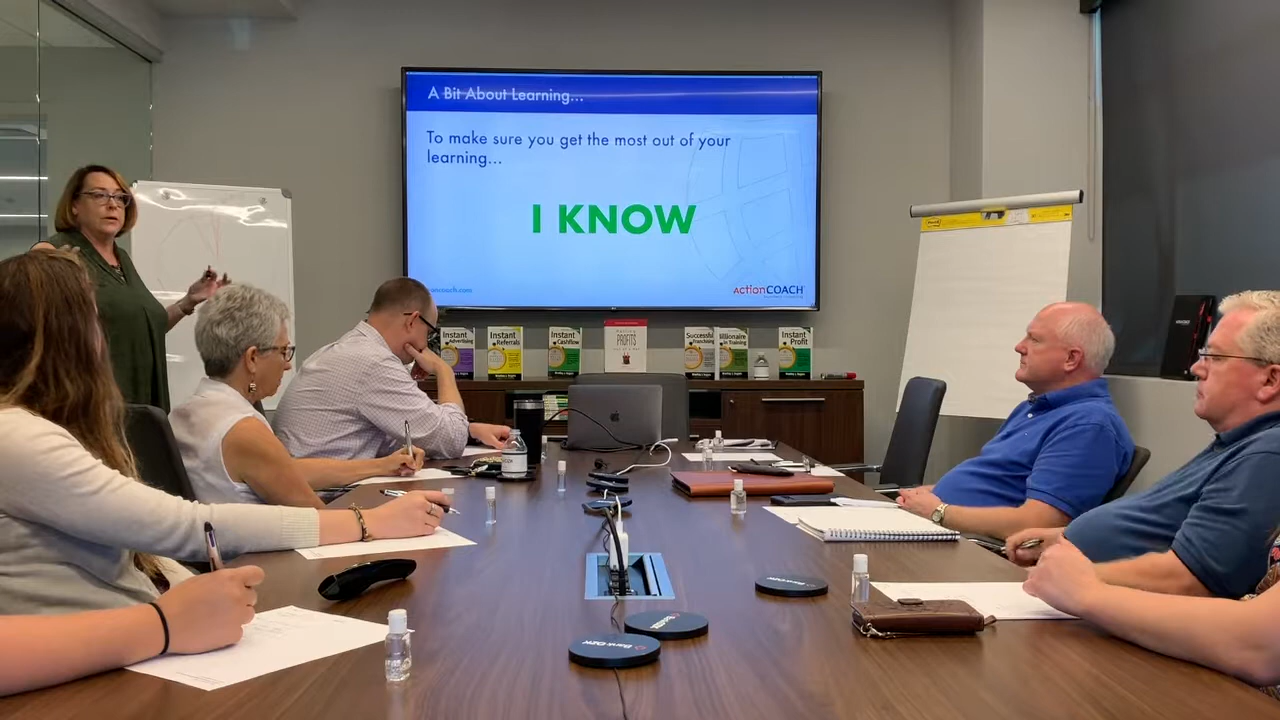 A Bit About Learning...
To make sure you get the most out of your
learning...
I KNOW
ActionCOACH
Instant
Advertising
Instant
Referrals
Instant
Cashflow
PROFITS
Successful
Franchising
Billionaire
in Training
Instant
Profit